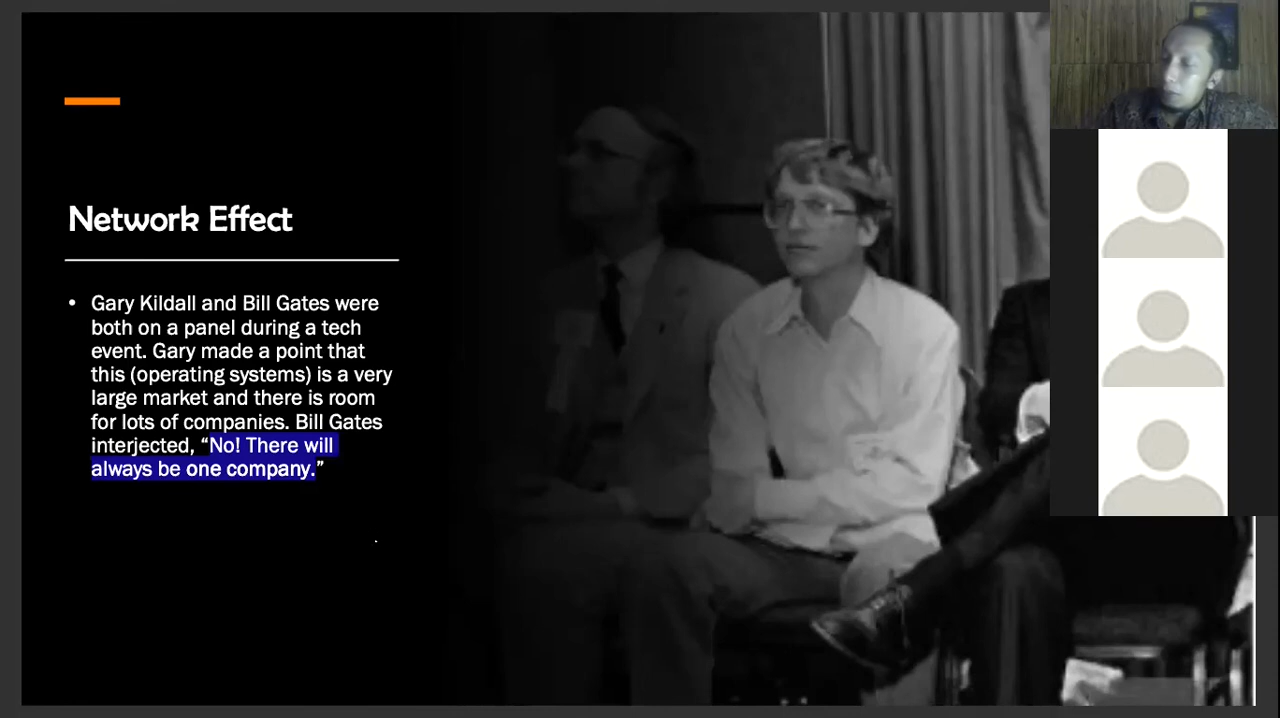 Network Effect
• Gary Kildall and Bill Gates were
both on a panel during a tech
event. Gary made a point that
this (operating systems) is a very
large market and there is room
for lots of companies. Bill Gates
interjected, “No! There will
always be one company.”